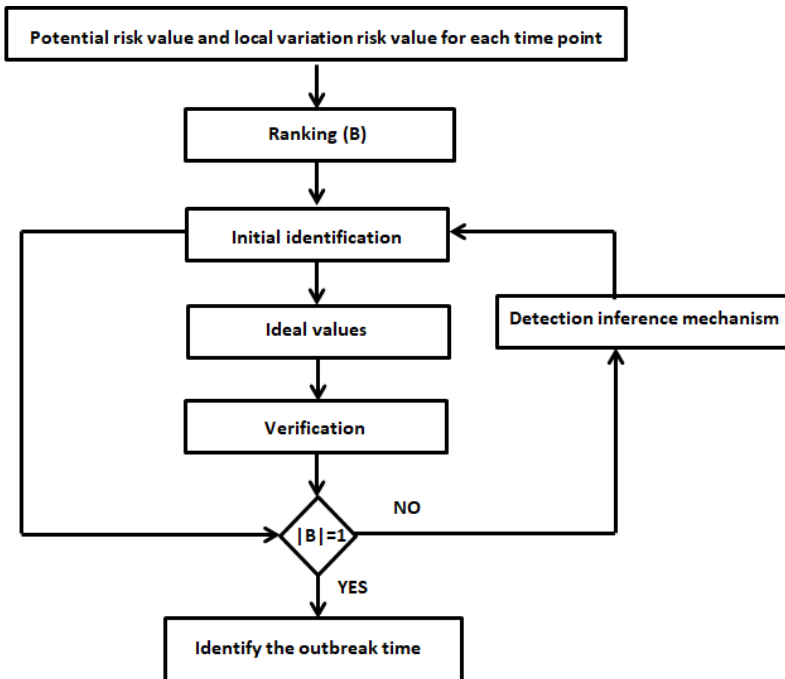 Potential risk value and local variation risk value for each time point
Ranking (B)
Initial identification
Ideal values
Detection inference mechanism
Verification
NO
|B|=1
YES
Identify the outbreak time